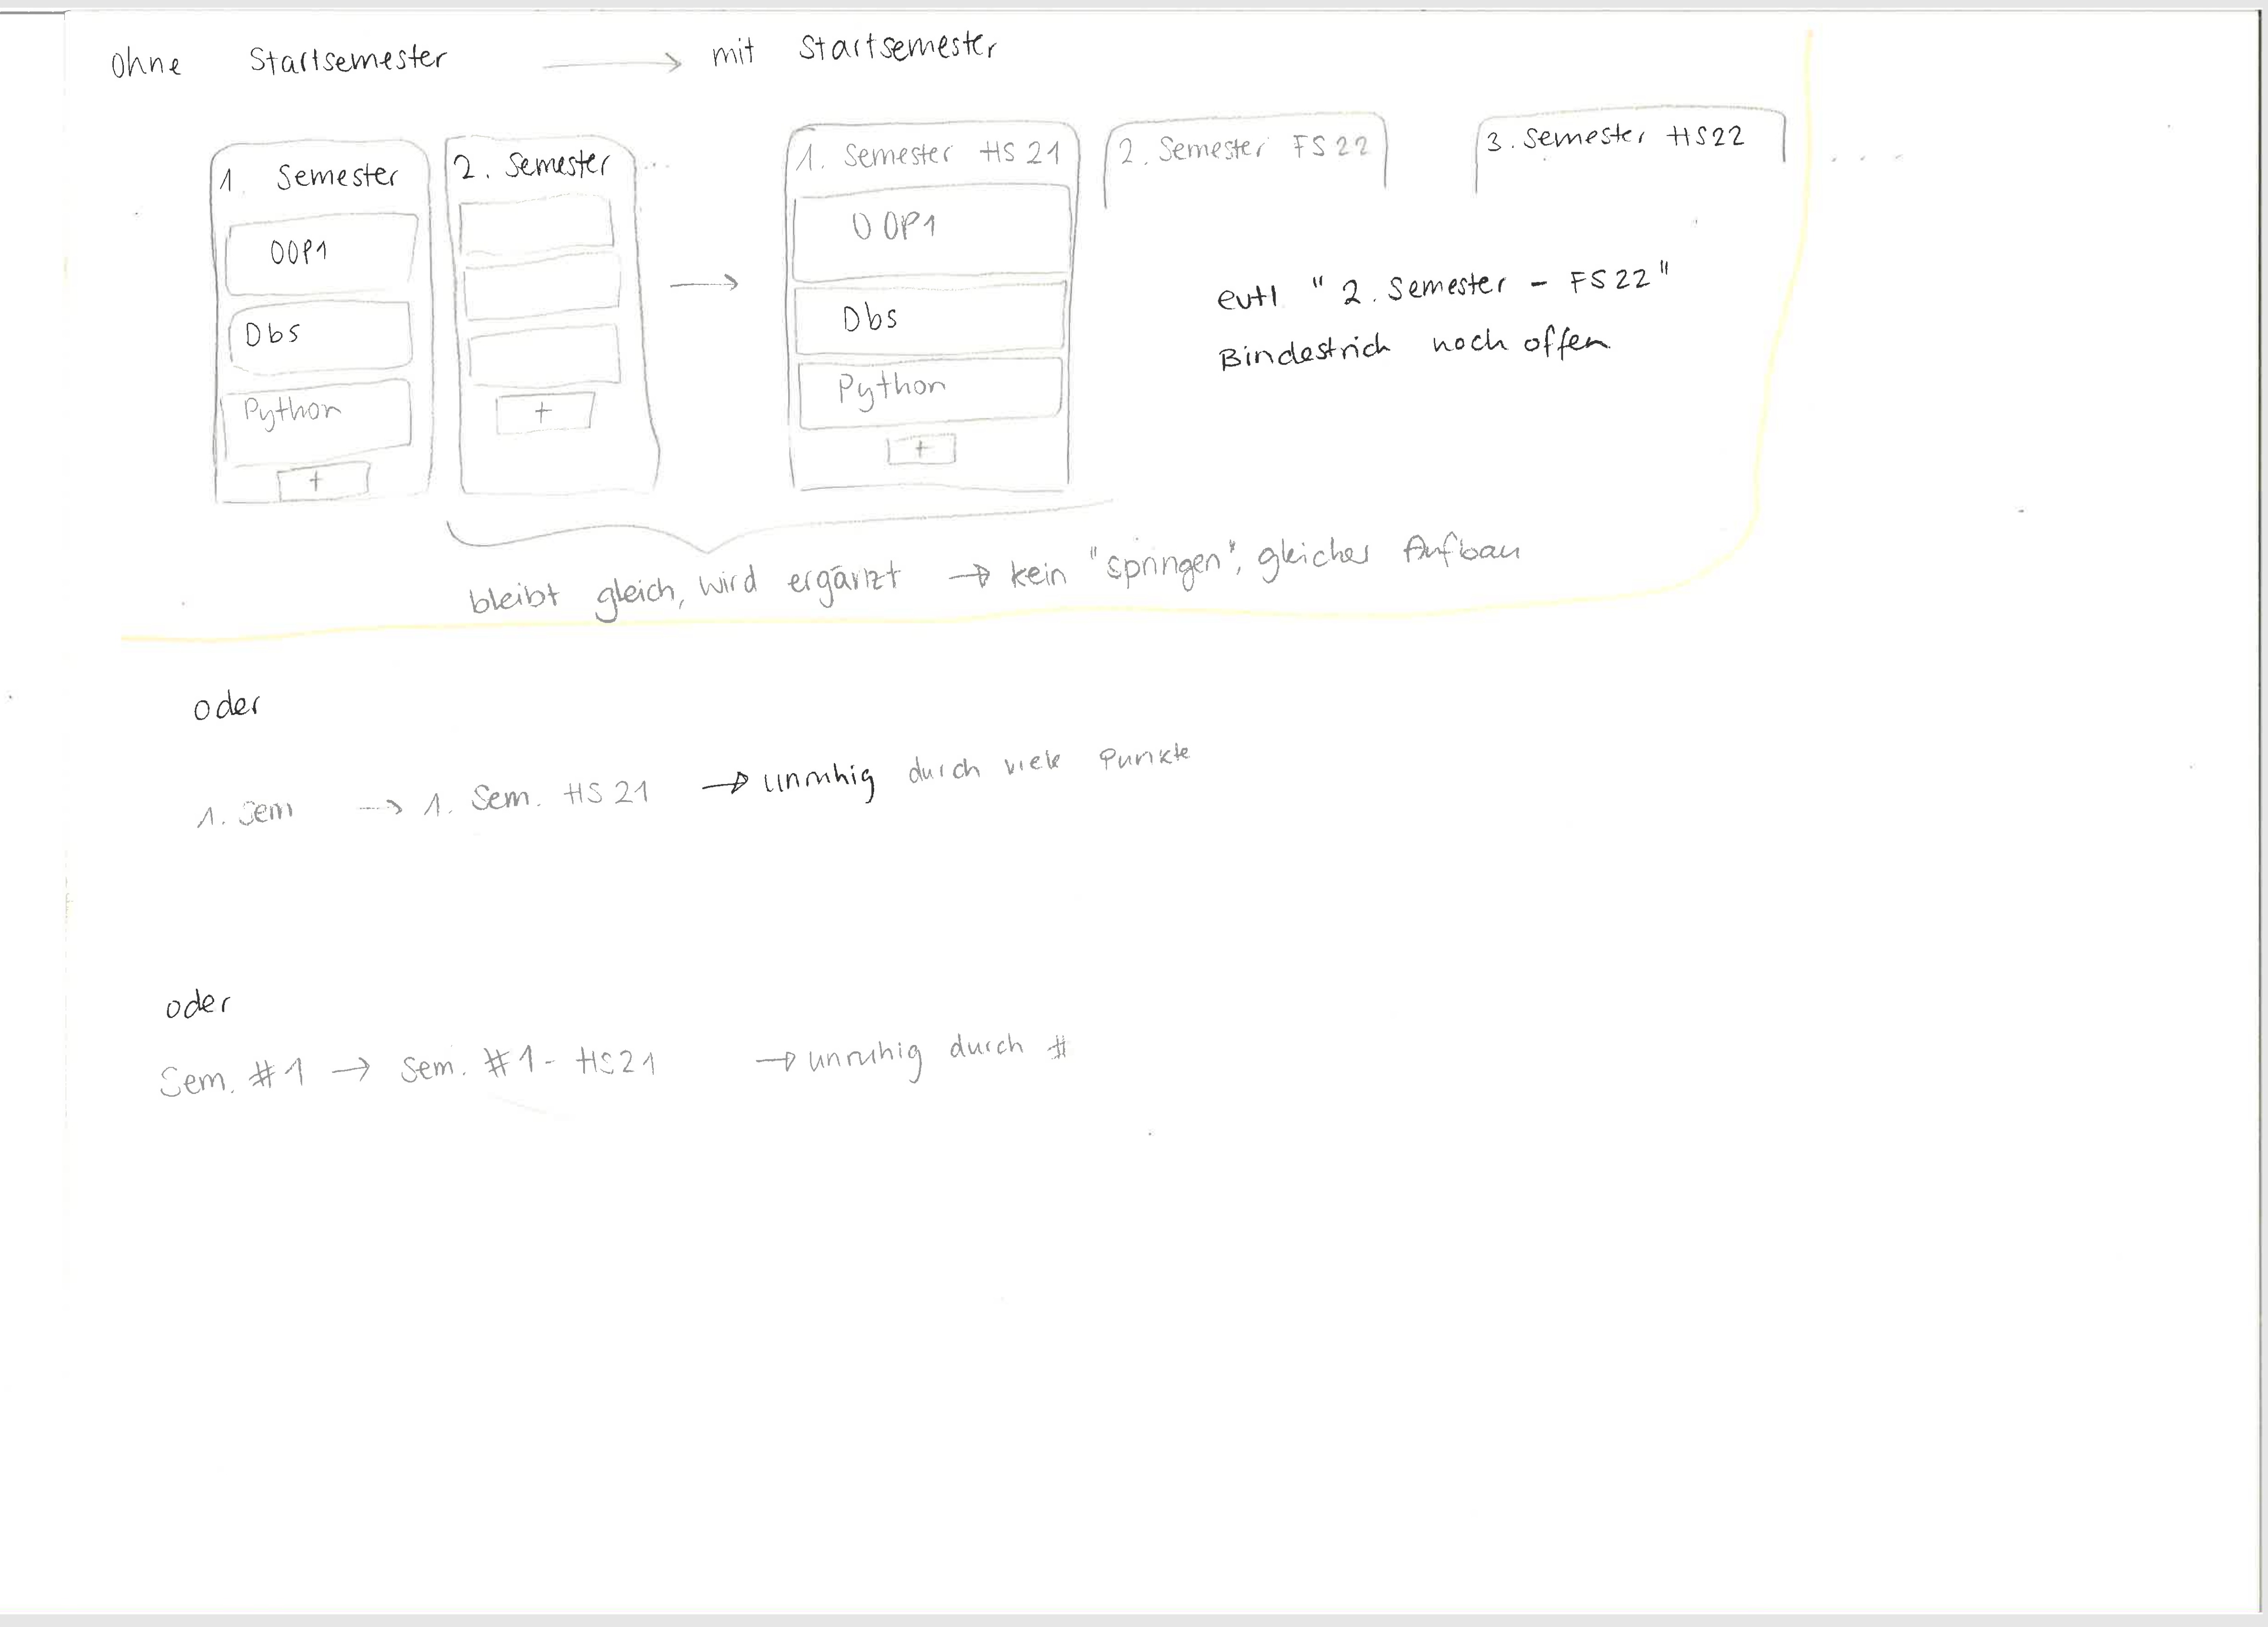 ohne Startsemester → mit Startsemester
1. Semester
OOP1
Dbs
Python
+
2. Semester ...
+
→
1. Semester HS 21
OOP1
Dbs
Python
+
2. Semester FS 22
3. Semester HS22 ....
evtl "2. Semester - FS 22"
Bindestrich noch offen
bleibt gleich, wird ergänzt → kein "springen", gleicher Aufbau
oder
1. Sem → 1. Sem. HS 21 → unruhig durch viele Punkte
oder
Sem. #1 → Sem. #1 - HS21 → unruhig durch #